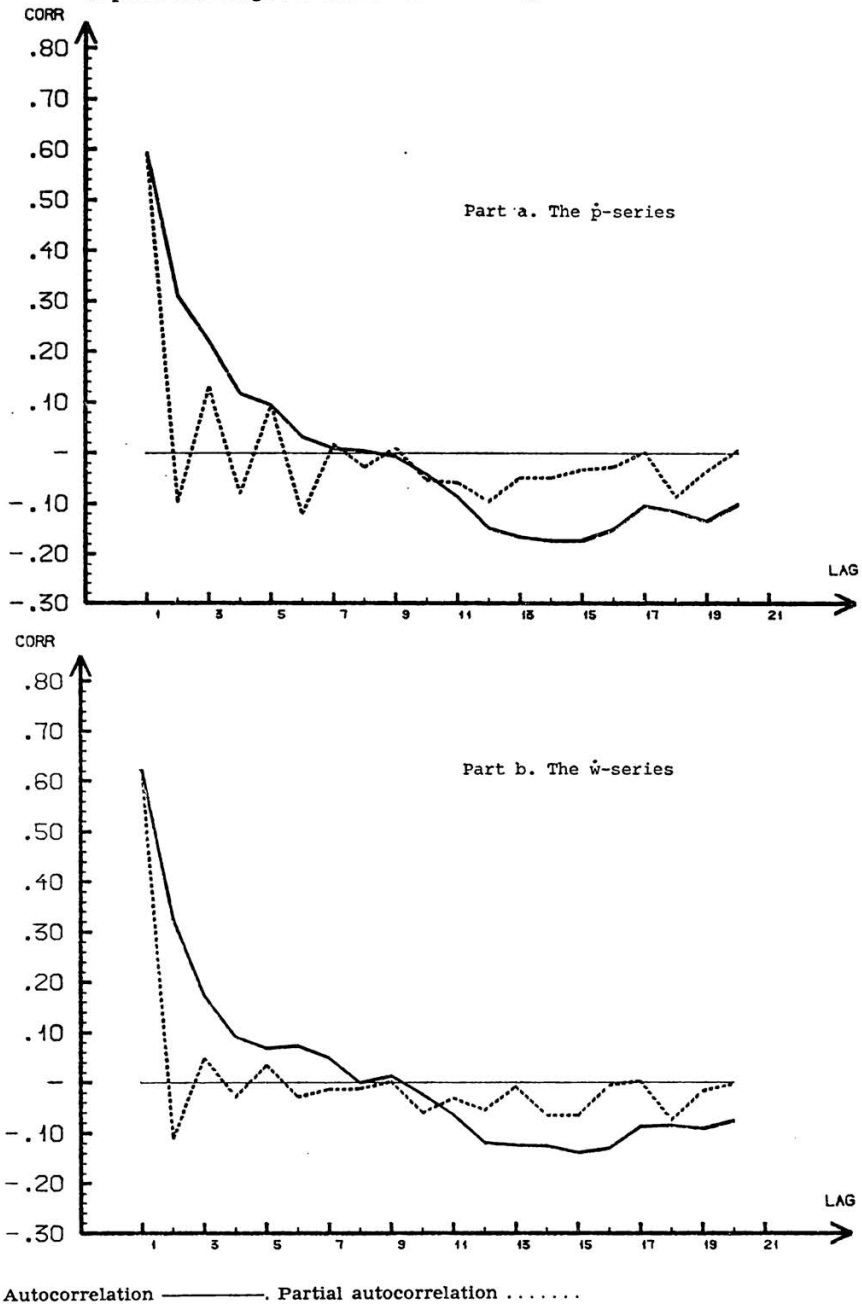 CORR
.80
.70
.60
.50
.40
.30
.20
.10
-
-.10
-.20
-.30
Part a. The ṗ-series
LAG
1 3 5 7 9 11 13 15 17 19 21
CORR
.80
.70
.60
.50
.40
.30
.20
.10
-
-.10
-.20
-.30
Part b. The ẇ-series
LAG
1 3 5 7 9 11 13 15 17 19 21
Autocorrelation ————. Partial autocorrelation .......